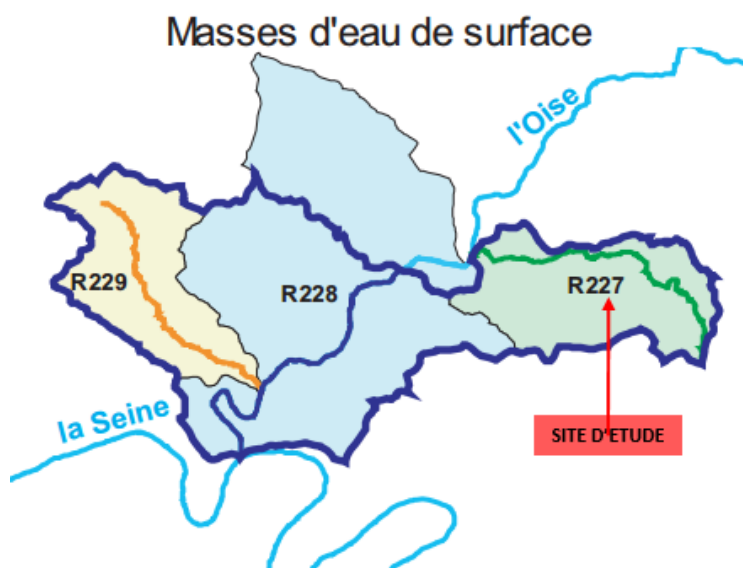 Masses d'eau de surface
l'Oise
R229
R228
R227
la Seine
SITE D'ETUDE